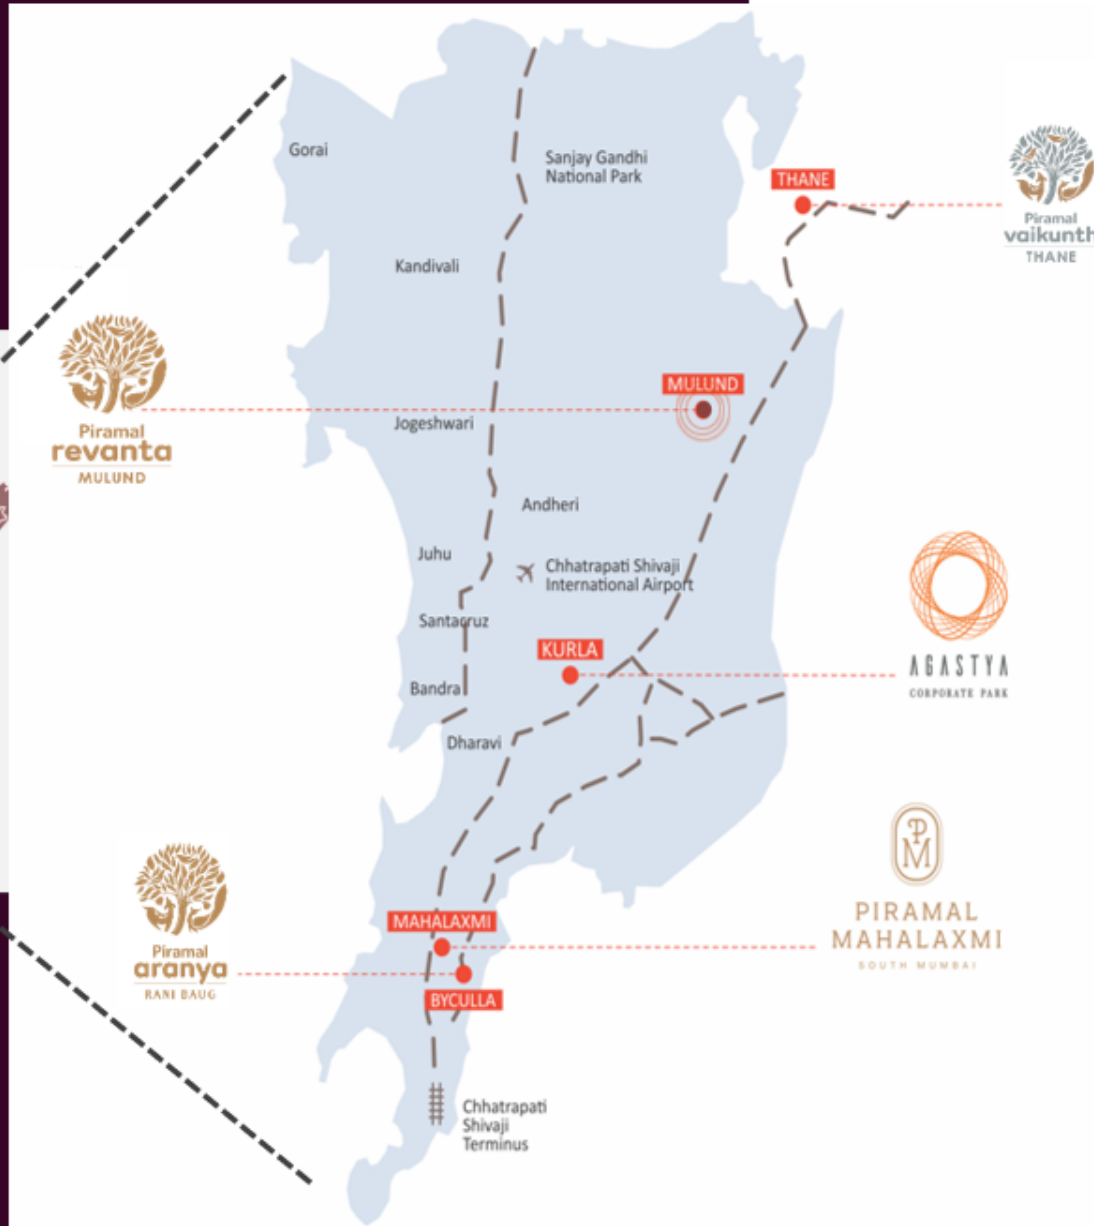 Gorai
Sanjay Gandhi
National Park
THANE
Piramal
vaikunth
THANE
Kandivali
Piramal
revanta
MULUND
MULUND
Jogeshwari
Andheri
Juhu
Chhatrapati Shivaji
International Airport
Santacruz
KURLA
AGASTYA
CORPORATE PARK
Bandra
Dharavi
PM
PIRAMAL
MAHALAXMI
SOUTH MUMBAI
MAHALAXMI
Piramal
aranya
RANI BAUG
BYCULLA
Chhatrapati
Shivaji
Terminus